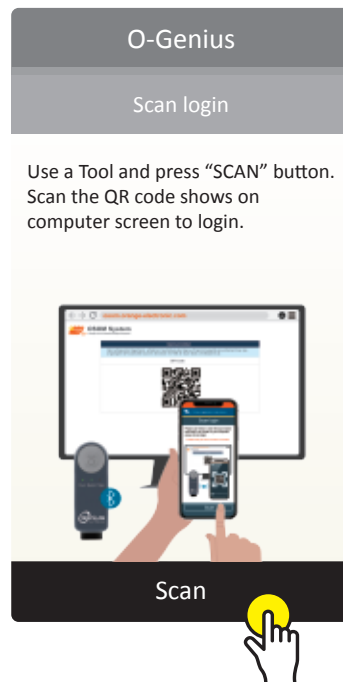 O-Genius
Scan login
Use a Tool and press “SCAN” button.
Scan the QR code shows on
computer screen to login.
System
Scan